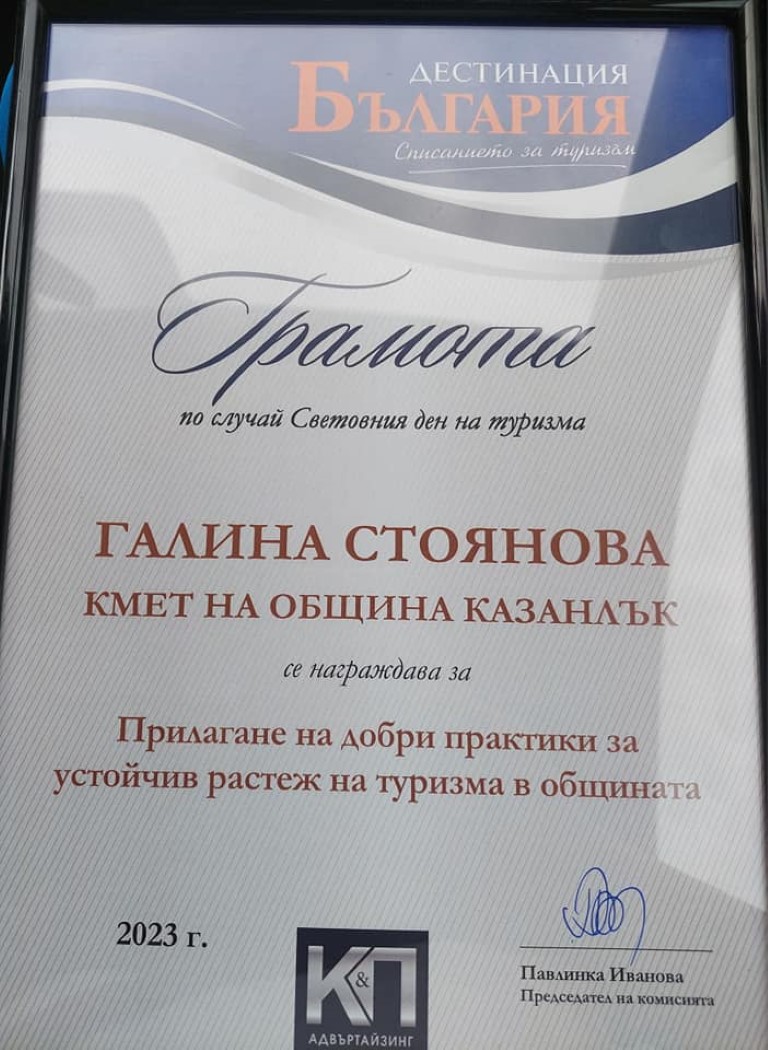 ДЕСТИНАЦИЯ
БЪЛГАРИЯ
Списанието за туризъм
Грамота
по случай Световния ден на туризма
ГАЛИНА СТОЯНОВА
КМЕТ НА ОБЩИНА КАЗАНЛЪК
се награждава за
Прилагане на добри практики за
устойчив растеж на туризма в общината
2023 г.
К&П
АДВЪРТАЙЗИНГ
Павлинка Иванова
Председател на комисията